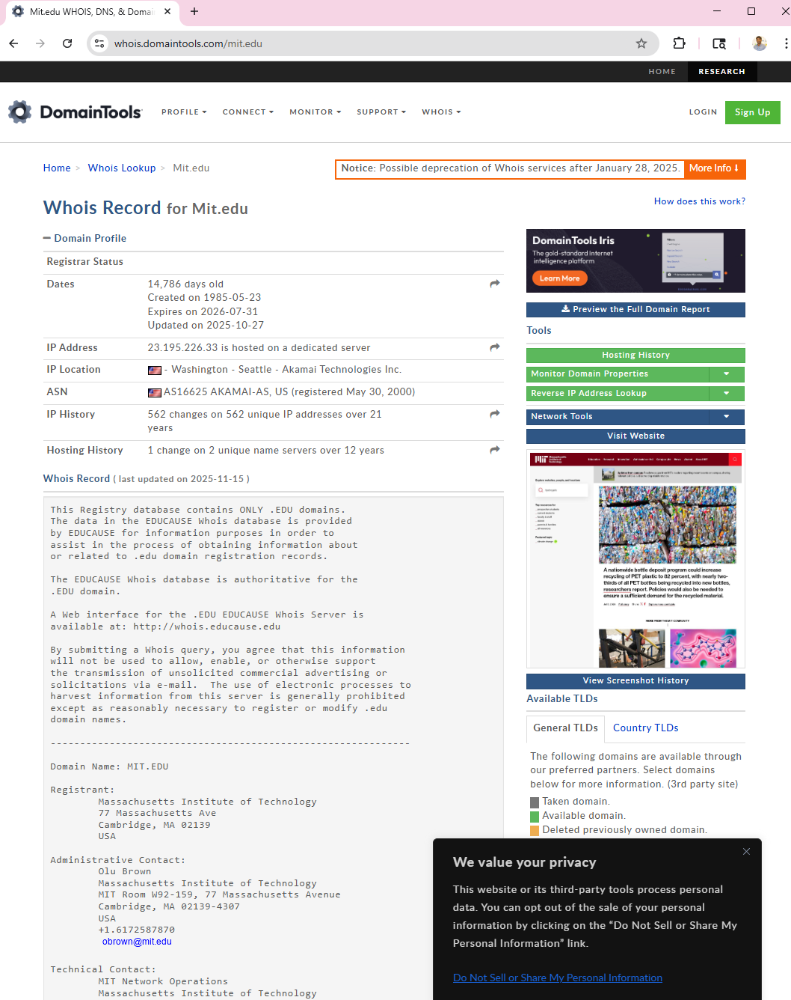 Mit.edu WHOIS, DNS, & Domai
whois.domaintools.com/mit.edu
HOME
RESEARCH
DomainTools
PROFILE
CONNECT
MONITOR
SUPPORT
WHOIS
LOGIN
Sign Up
Home > Whois Lookup > Mit.edu
Notice: Possible deprecation of Whois services after January 28, 2025.
More Info
Whois Record for Mit.edu
How does this work?
Domain Profile
Registrar Status
Dates
14,786 days old
Created on 1985-05-23
Expires on 2026-07-31
Updated on 2025-10-27
IP Address
23.195.226.33 is hosted on a dedicated server
IP Location
- Washington - Seattle - Akamai Technologies Inc.
ASN
AS16625 AKAMAI-AS, US (registered May 30, 2000)
IP History
562 changes on 562 unique IP addresses over 21
years
Hosting History
1 change on 2 unique name servers over 12 years
Whois Record ( last updated on 2025-11-15 )
This Registry database contains ONLY .EDU domains.
The data in the EDUCAUSE Whois database is provided
by EDUCAUSE for information purposes in order to
assist in the process of obtaining information about
or related to .edu domain registration records.
The EDUCAUSE Whois database is authoritative for the
.EDU domain.
A Web interface for the .EDU EDUCAUSE Whois Server is
available at: http://whois.educause.edu
By submitting a Whois query, you agree that this information
will not be used to allow, enable, or otherwise support
the transmission of unsolicited commercial advertising or
solicitations via e-mail.  The use of electronic processes to
harvest information from this server is generally prohibited
except as reasonably necessary to register or modify .edu
domain names.
-------------------------------------------------------------
Domain Name: MIT.EDU
Registrant:
Massachusetts Institute of Technology
77 Massachusetts Ave
Cambridge, MA 02139
USA
Administrative Contact:
Olu Brown
Massachusetts Institute of Technology
MIT Room W92-159, 77 Massachusetts Avenue
Cambridge, MA 02139-4307
USA
+1.6172587870
obrown@mit.edu
Technical Contact:
MIT Network Operations
Massachusetts Institute of Technology
DomainTools Iris
The gold-standard Internet
intelligence platform
Learn More
Preview the Full Domain Report
Tools
Hosting History
Monitor Domain Properties
Reverse IP Address Lookup
Network Tools
Visit Website
Massachusetts
Institute of
Technology
Explore websites, people, and locations
A nationwide bottle deposit program could increase
recycling of PET plastic to 82 percent, with nearly two-
thirds of all PET bottles being recycled into new bottles,
researchers report. Policies would also be needed to
ensure a sufficient demand for the recycled material.
MORE FROM THE MIT COMMUNITY
View Screenshot History
Available TLDs
General TLDs
Country TLDs
The following domains are available through
our preferred partners. Select domains
below for more information. (3rd party site)
Taken domain.
Available domain.
Deleted previously owned domain.
We value your privacy
This website or its third-party tools process personal
data. You can opt out of the sale of your personal
information by clicking on the “Do Not Sell or Share My
Personal Information” link.
Do Not Sell or Share My Personal Information